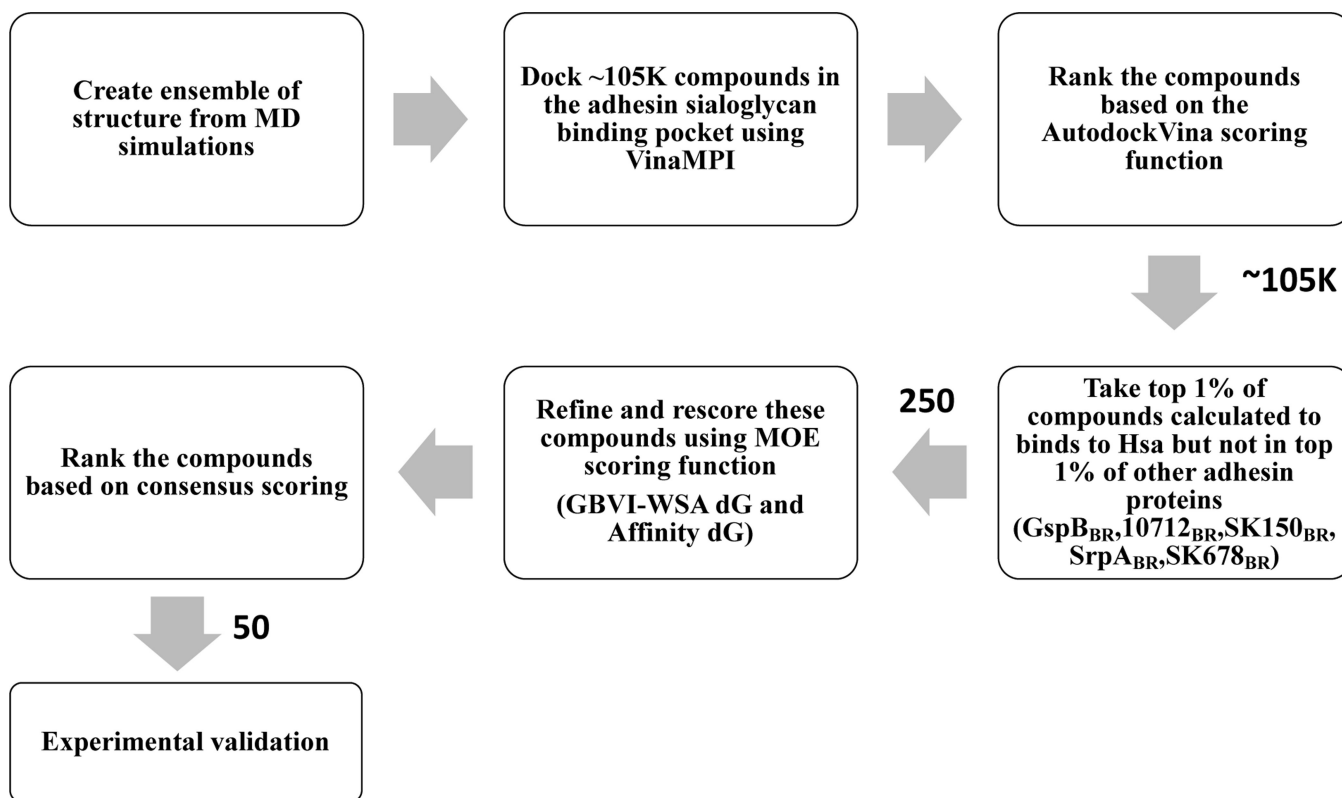 Create ensemble of
structure from MD
simulations
Dock ~105K compounds in
the adhesin sialoglycan
binding pocket using
VinaMPI
Rank the compounds
based on the
AutodockVina scoring
function
~105K
Take top 1% of
compounds calculated to
binds to Hsa but not in top
1% of other adhesin
proteins
(GspBBR,10712BR,SK150BR,
SrpABR,SK678BR)
250
Refine and rescore these
compounds using MOE
scoring function
(GBVI-WSA dG and
Affinity dG)
Rank the compounds
based on consensus scoring
50
Experimental validation